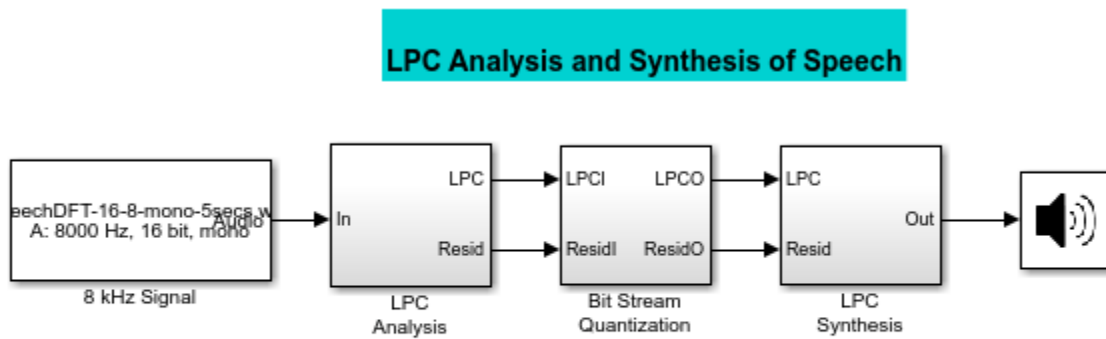 LPC Analysis and Synthesis of Speech
eechDFT-16-8-mono-5secs.w
Audio
A: 8000 Hz, 16 bit, mono
8 kHz Signal
In
LPC
Resid
LPC
Analysis
LPCI
LPCO
ResidI
ResidO
Bit Stream
Quantization
LPC
Resid
Out
LPC
Synthesis